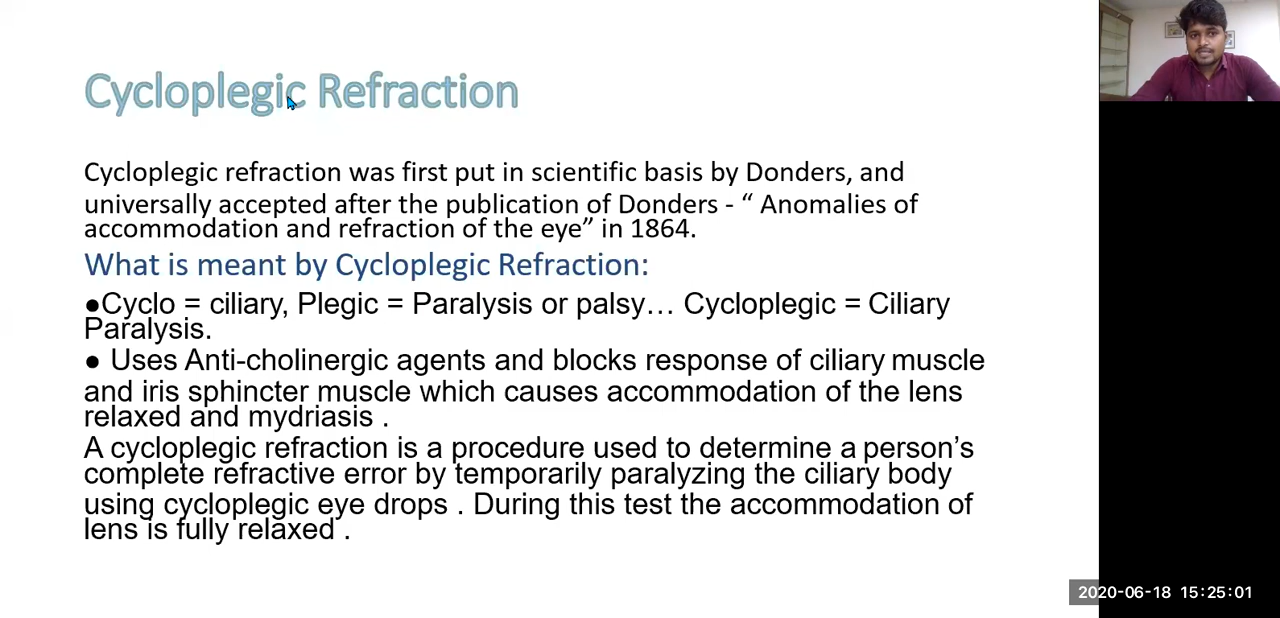 Cycloplegic Refraction
Cycloplegic refraction was first put in scientific basis by Donders, and
universally accepted after the publication of Donders - “ Anomalies of
accommodation and refraction of the eye” in 1864.
What is meant by Cycloplegic Refraction:
●Cyclo = ciliary, Plegic = Paralysis or palsy… Cycloplegic = Ciliary
Paralysis.
● Uses Anti-cholinergic agents and blocks response of ciliary muscle
and iris sphincter muscle which causes accommodation of the lens
relaxed and mydriasis .
A cycloplegic refraction is a procedure used to determine a person’s
complete refractive error by temporarily paralyzing the ciliary body
using cycloplegic eye drops . During this test the accommodation of
lens is fully relaxed .
2020-06-18 15:25:01